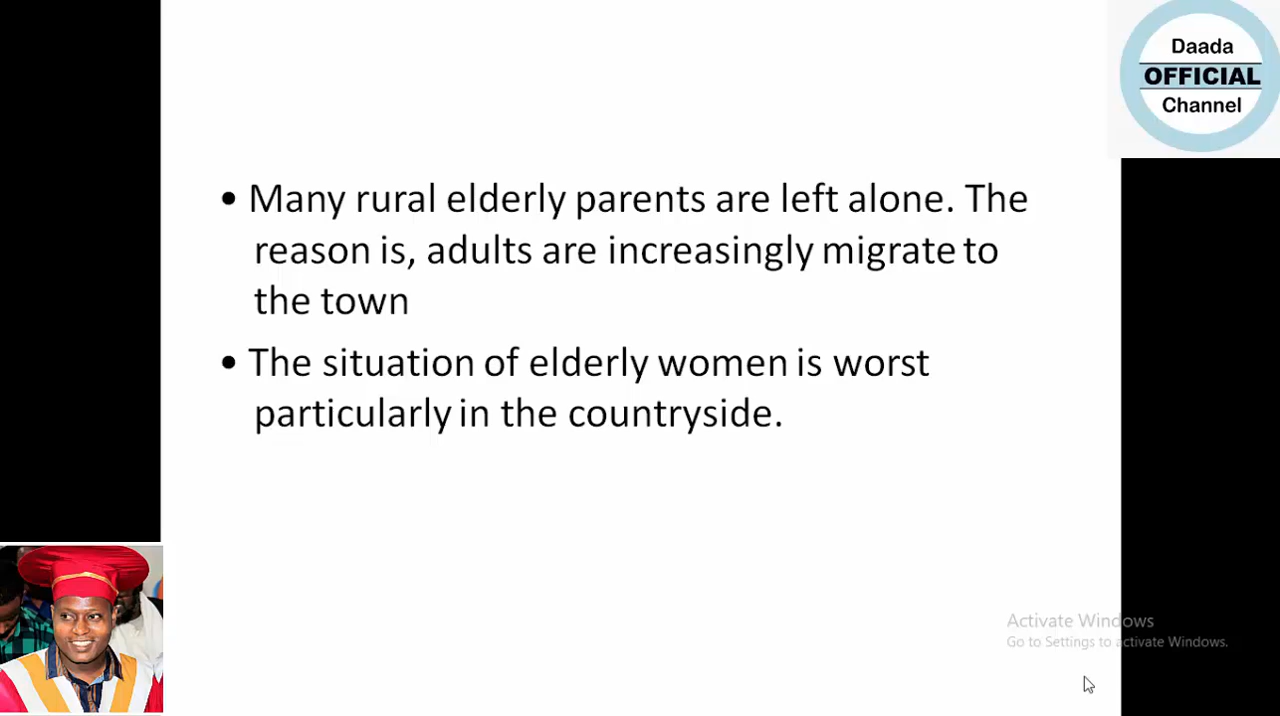 Daada
OFFICIAL
Channel
• Many rural elderly parents are left alone. The
reason is, adults are increasingly migrate to
the town
• The situation of elderly women is worst
particularly in the countryside.
Activate Windows
Go to Settings to activate Windows.